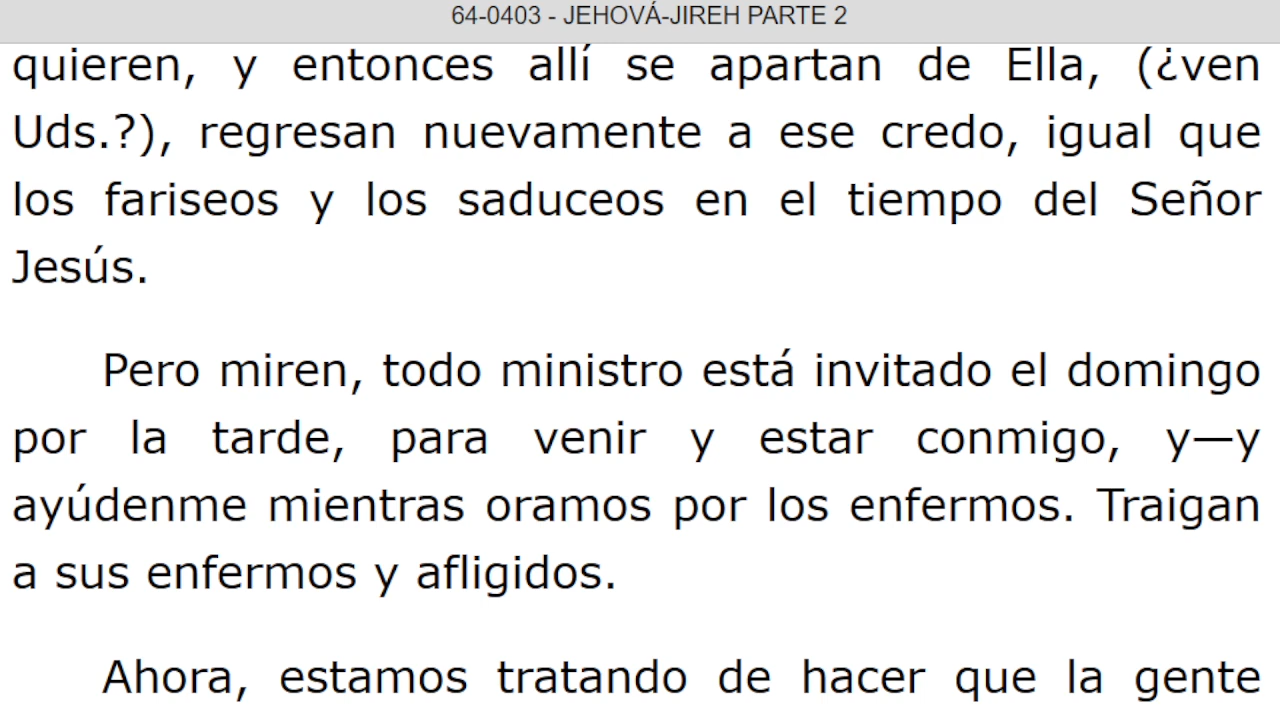 64-0403 - JEHOVÁ-JIREH PARTE 2
quieren, y entonces allí se apartan de Ella, (¿ven
Uds.?), regresan nuevamente a ese credo, igual que
los fariseos y los saduceos en el tiempo del Señor
Jesús.
Pero miren, todo ministro está invitado el domingo
por la tarde, para venir y estar conmigo, y—y
ayúdenme mientras oramos por los enfermos. Traigan
a sus enfermos y afligidos.
Ahora, estamos tratando de hacer que la gente